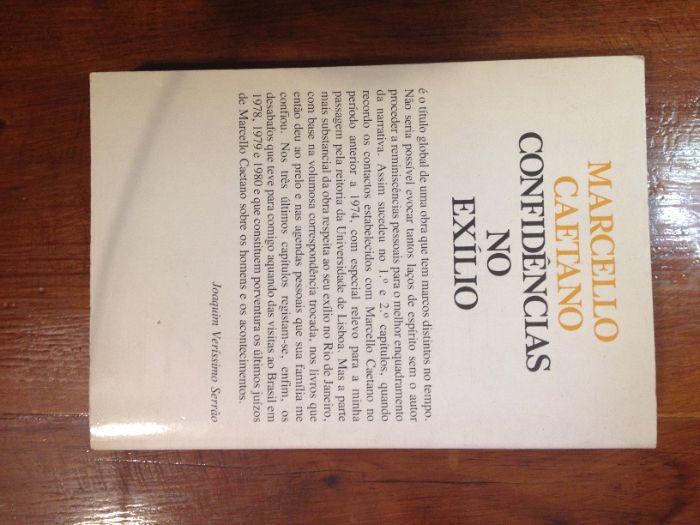 MARCELLO
CAETANO
CONFIDÊNCIAS
NO
EXÍLIO
é o título global de uma obra que tem marcos distintos no tempo.
Não seria possível evocar tantos laços de espírito sem o autor
proceder a reminiscências pessoais para o melhor enquadramento
da narrativa. Assim sucedeu no 1.º e 2.º capítulos, quando
recordo os contactos estabelecidos com Marcello Caetano no
período anterior a 1974, com especial relevo para a minha
passagem pela reitoria da Universidade de Lisboa. Mas a parte
mais substancial da obra respeita ao seu exílio no Rio de Janeiro,
com base na volumosa correspondência trocada, nos livros que
então deu ao prelo e nas agendas pessoais que sua família me
confiou. Nos três últimos capítulos registam-se, enfim, os
desabafos que teve para comigo aquando das visitas ao Brasil em
1978, 1979 e 1980 e que constituem porventura os últimos juízos
de Marcello Caetano sobre os homens e os acontecimentos.
Joaquim Veríssimo Serrão